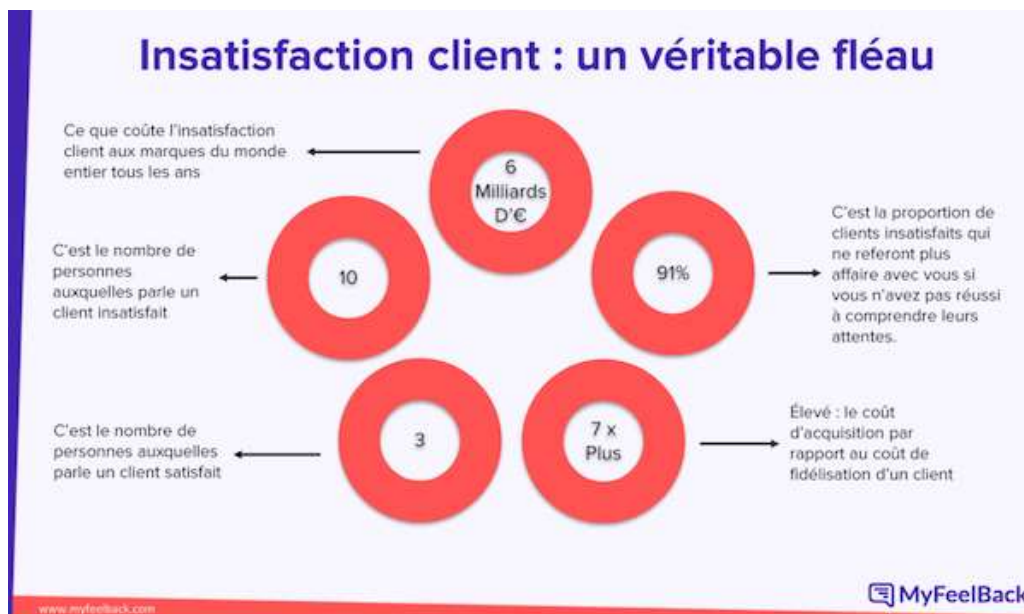 Insatisfaction client : un véritable fléau
Ce que coûte l'insatisfaction
client aux marques du monde
entier tous les ans
6
Milliards
D'€
C'est le nombre de
personnes
auxquelles parle un
client insatisfait
10
91%
C'est la proportion de
clients insatisfaits qui
ne referont plus
affaire avec vous si
vous n'avez pas réussi
à comprendre leurs
attentes.
C'est le nombre de
personnes auxquelles
parle un client satisfait
3
7 x
Plus
Élevé : le coût
d'acquisition par
rapport au coût de
fidélisation d'un client
www.myfeelback.com
MyFeelBack